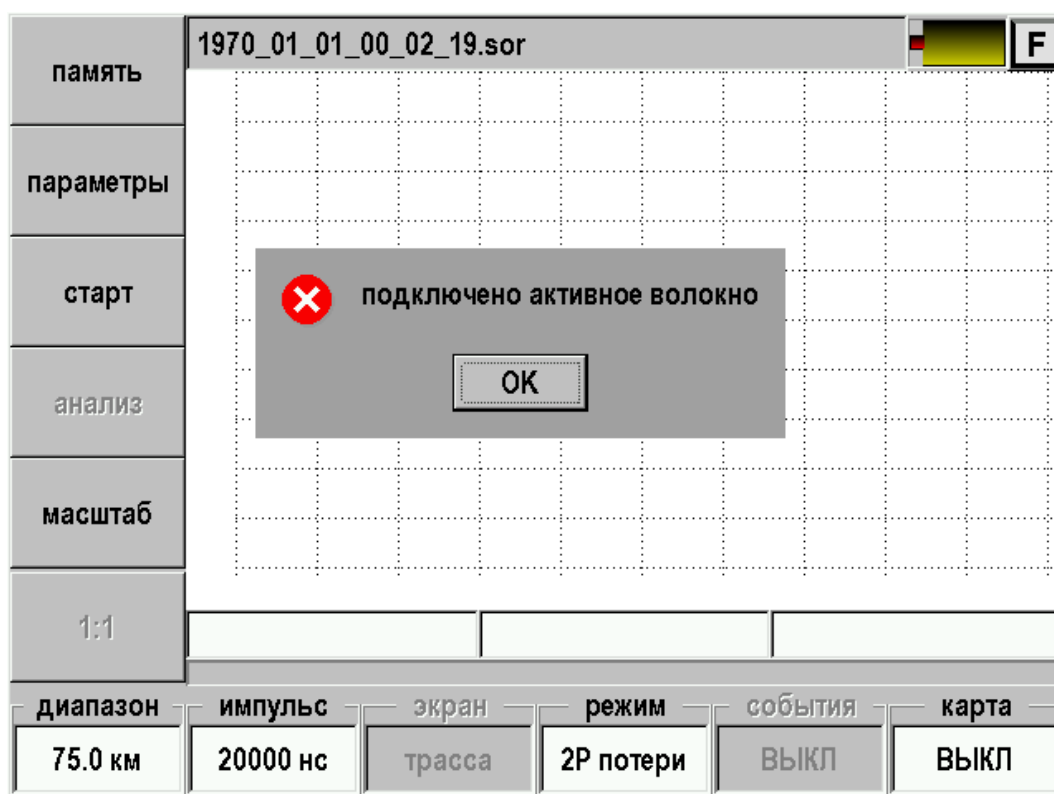 память
1970_01_01_00_02_19.sor
F
параметры
старт
подключено активное волокно
OK
анализ
масштаб
1:1
диапазон
импульс
экран
режим
события
карта
75.0 км
20000 нс
трасса
2P потери
ВЫКЛ
ВЫКЛ